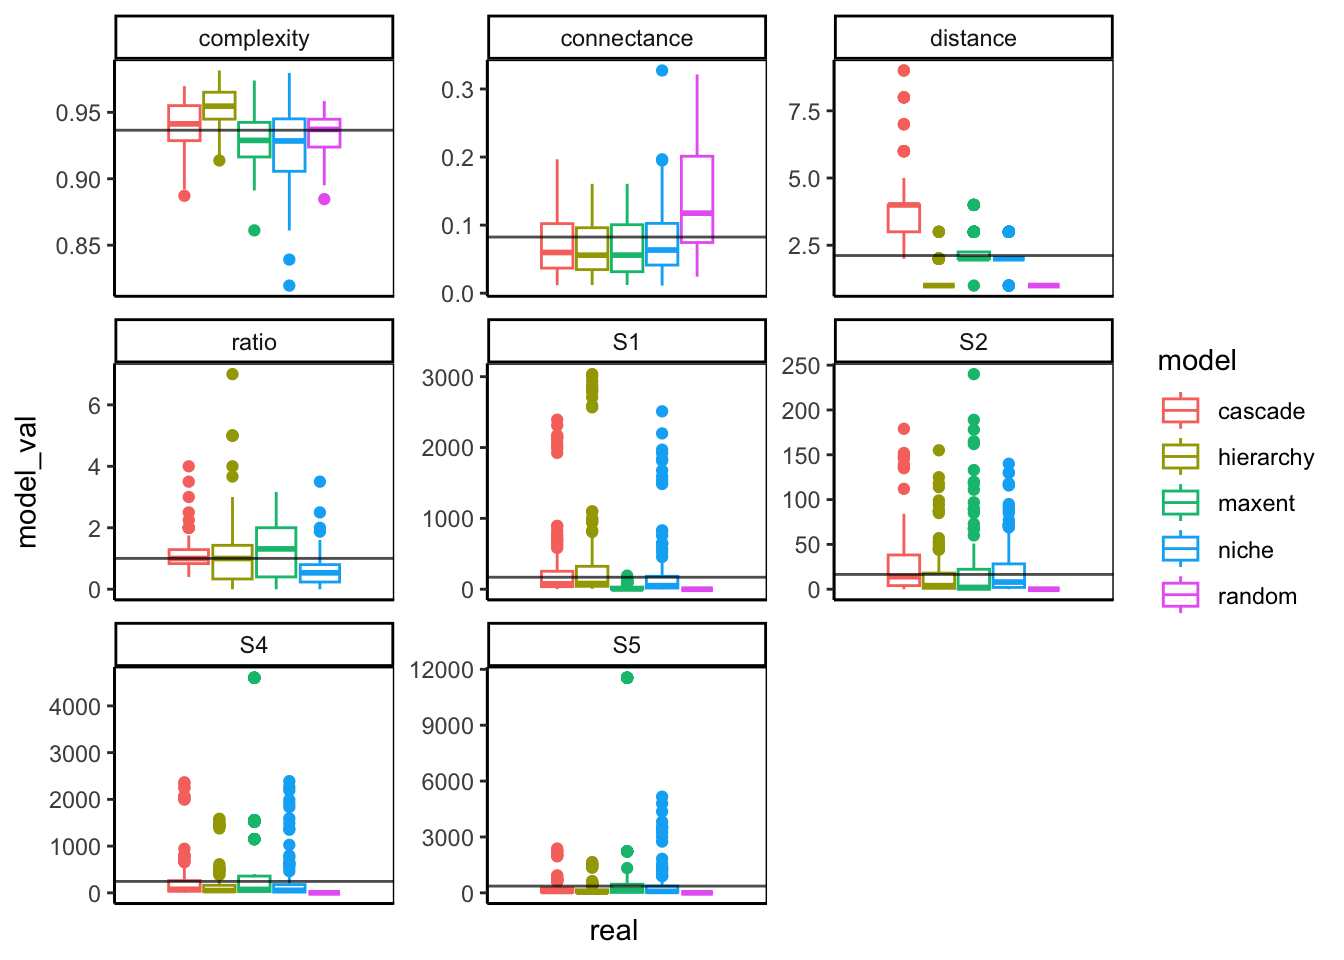 complexity
connectance
distance
0.95
0.90
0.85
0.3
0.2
0.1
0.0
7.5
5.0
2.5
ratio
S1
S2
6
4
2
0
3000
2000
1000
0
250
200
150
100
50
0
S4
S5
4000
3000
2000
1000
0
12000
9000
6000
3000
0
model_val
real
model
cascade
hierarchy
maxent
niche
random